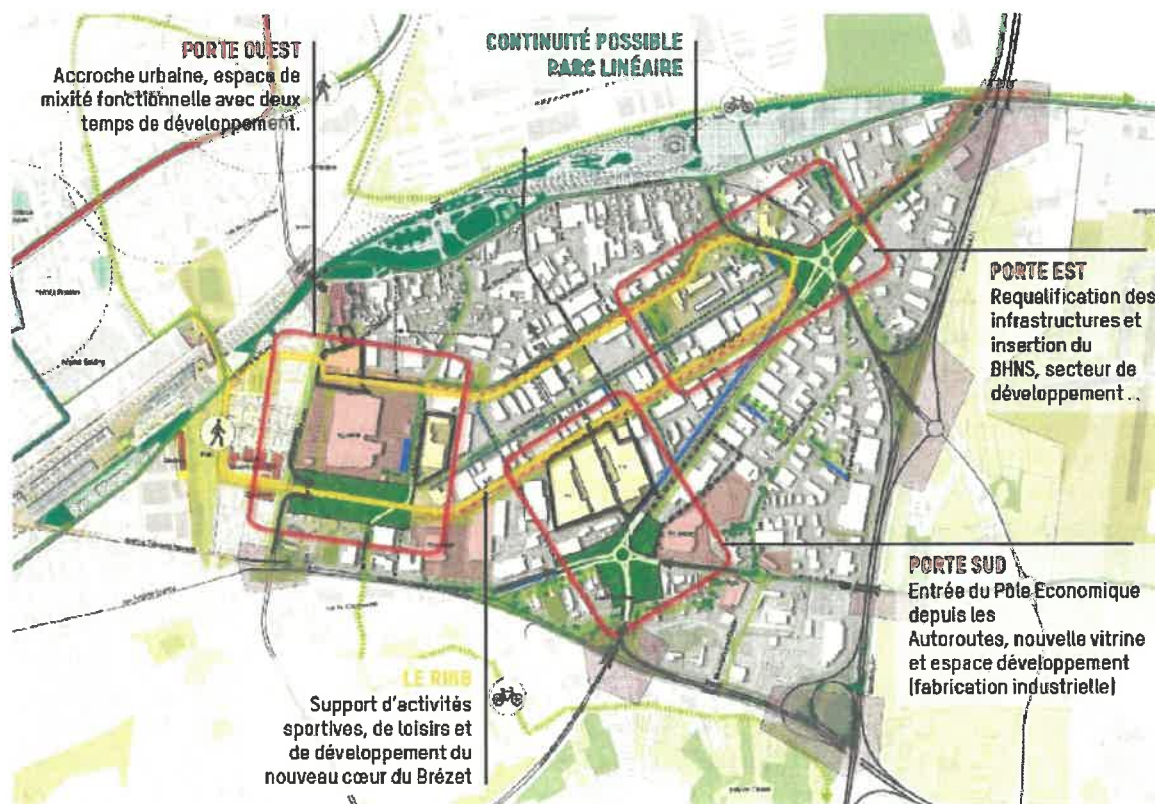 PORTE OUEST
Accroche urbaine, espace de
mixité fonctionnelle avec deux
temps de développement.
CONTINUITÉ POSSIBLE
PARC LINÉAIRE
PORTE EST
Requalification des
infrastructures et
insertion du
BHNS, secteur de
développement ..
PORTE SUD
Entrée du Pôle Economique
depuis les
Autoroutes, nouvelle vitrine
et espace développement
(fabrication industrielle)
LE RING
Support d'activités
sportives, de loisirs et
de développement du
nouveau cœur du Brézet